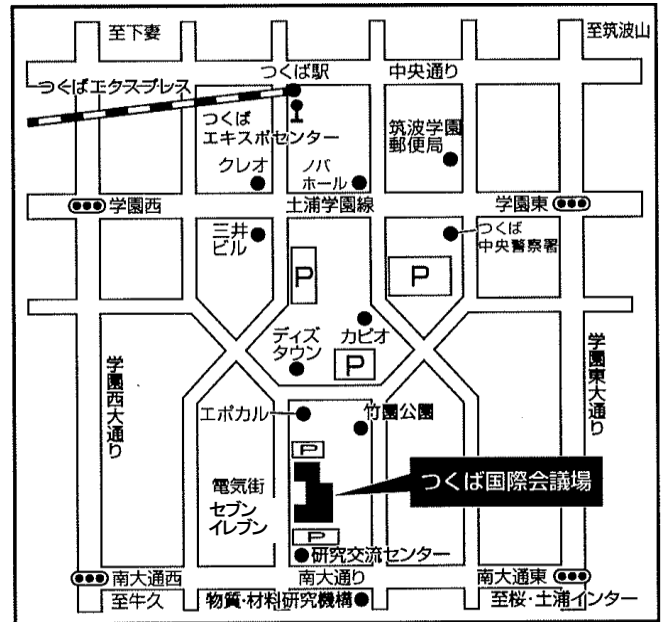 至下妻
至筑波山
つくば駅
中央通り
つくばエクスプレス
つくば
エキスポセンター
筑波学園
郵便局
クレオ
ノバ
ホール
学園西
土浦学園線
学園東
三井
ビル
つくば
中央警察署
P
P
ディズ
タウン
カピオ
P
学園西大通り
学園東大通り
エポカル
竹園公園
P
電気街
セブン
イレブン
つくば国際会議場
P
研究交流センター
南大通西
南大通り
南大通東
至牛久
物質・材料研究機構
至桜・土浦インター